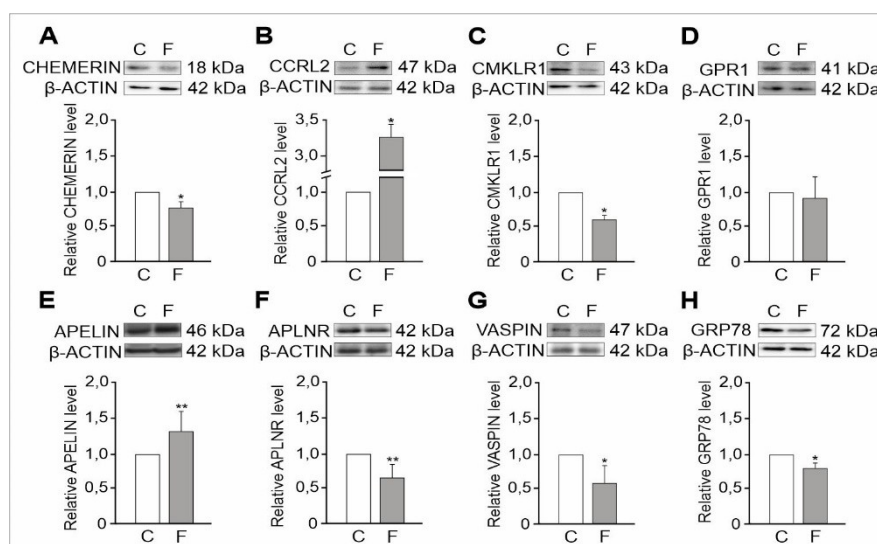 A
C F
CHEMERIN 18 kDa
β-ACTIN 42 kDa
Relative CHEMERIN level
2,0
1,5
1,0
0,5
0
*
C F
B
C F
CCRL2 47 kDa
β-ACTIN 42 kDa
Relative CCRL2 level
3,5
3,0
1,0
0,5
0
*
C F
C
C F
CMKLR1 43 kDa
β-ACTIN 42 kDa
Relative CMKLR1 level
2,0
1,5
1,0
0,5
0
*
C F
D
C F
GPR1 41 kDa
β-ACTIN 42 kDa
Relative GPR1 level
2,0
1,5
1,0
0,5
0
C F
E
C F
APELIN 46 kDa
β-ACTIN 42 kDa
Relative APELIN level
2,0
1,5
1,0
0,5
0
**
C F
F
C F
APLNR 42 kDa
β-ACTIN 42 kDa
Relative APLNR level
2,0
1,5
1,0
0,5
0
**
C F
G
C F
VASPIN 47 kDa
β-ACTIN 42 kDa
Relative VASPIN level
2,0
1,5
1,0
0,5
0
*
C F
H
C F
GRP78 72 kDa
β-ACTIN 42 kDa
Relative GRP78 level
2,0
1,5
1,0
0,5
0
*
C F